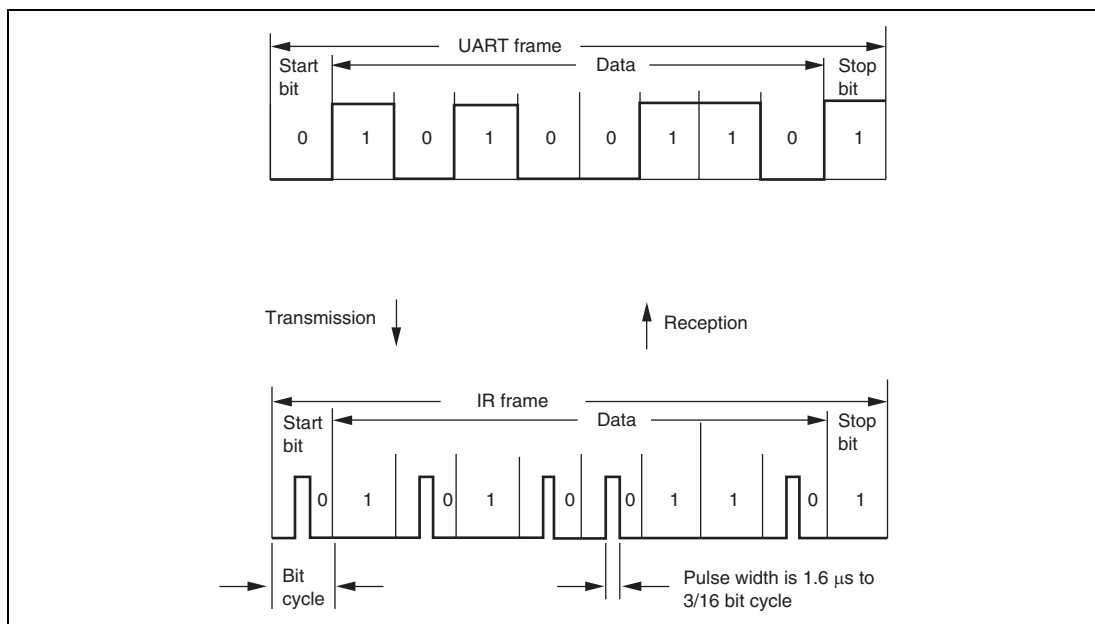 UART frame
Start
bit
Data
Stop
bit
0 1 0 1 0 0 1 1 0 1
Transmission
Reception
IR frame
Start
bit
Data
Stop
bit
0 1 0 1 0 0 1 1 0 1
Bit
cycle
Pulse width is 1.6 μs to
3/16 bit cycle